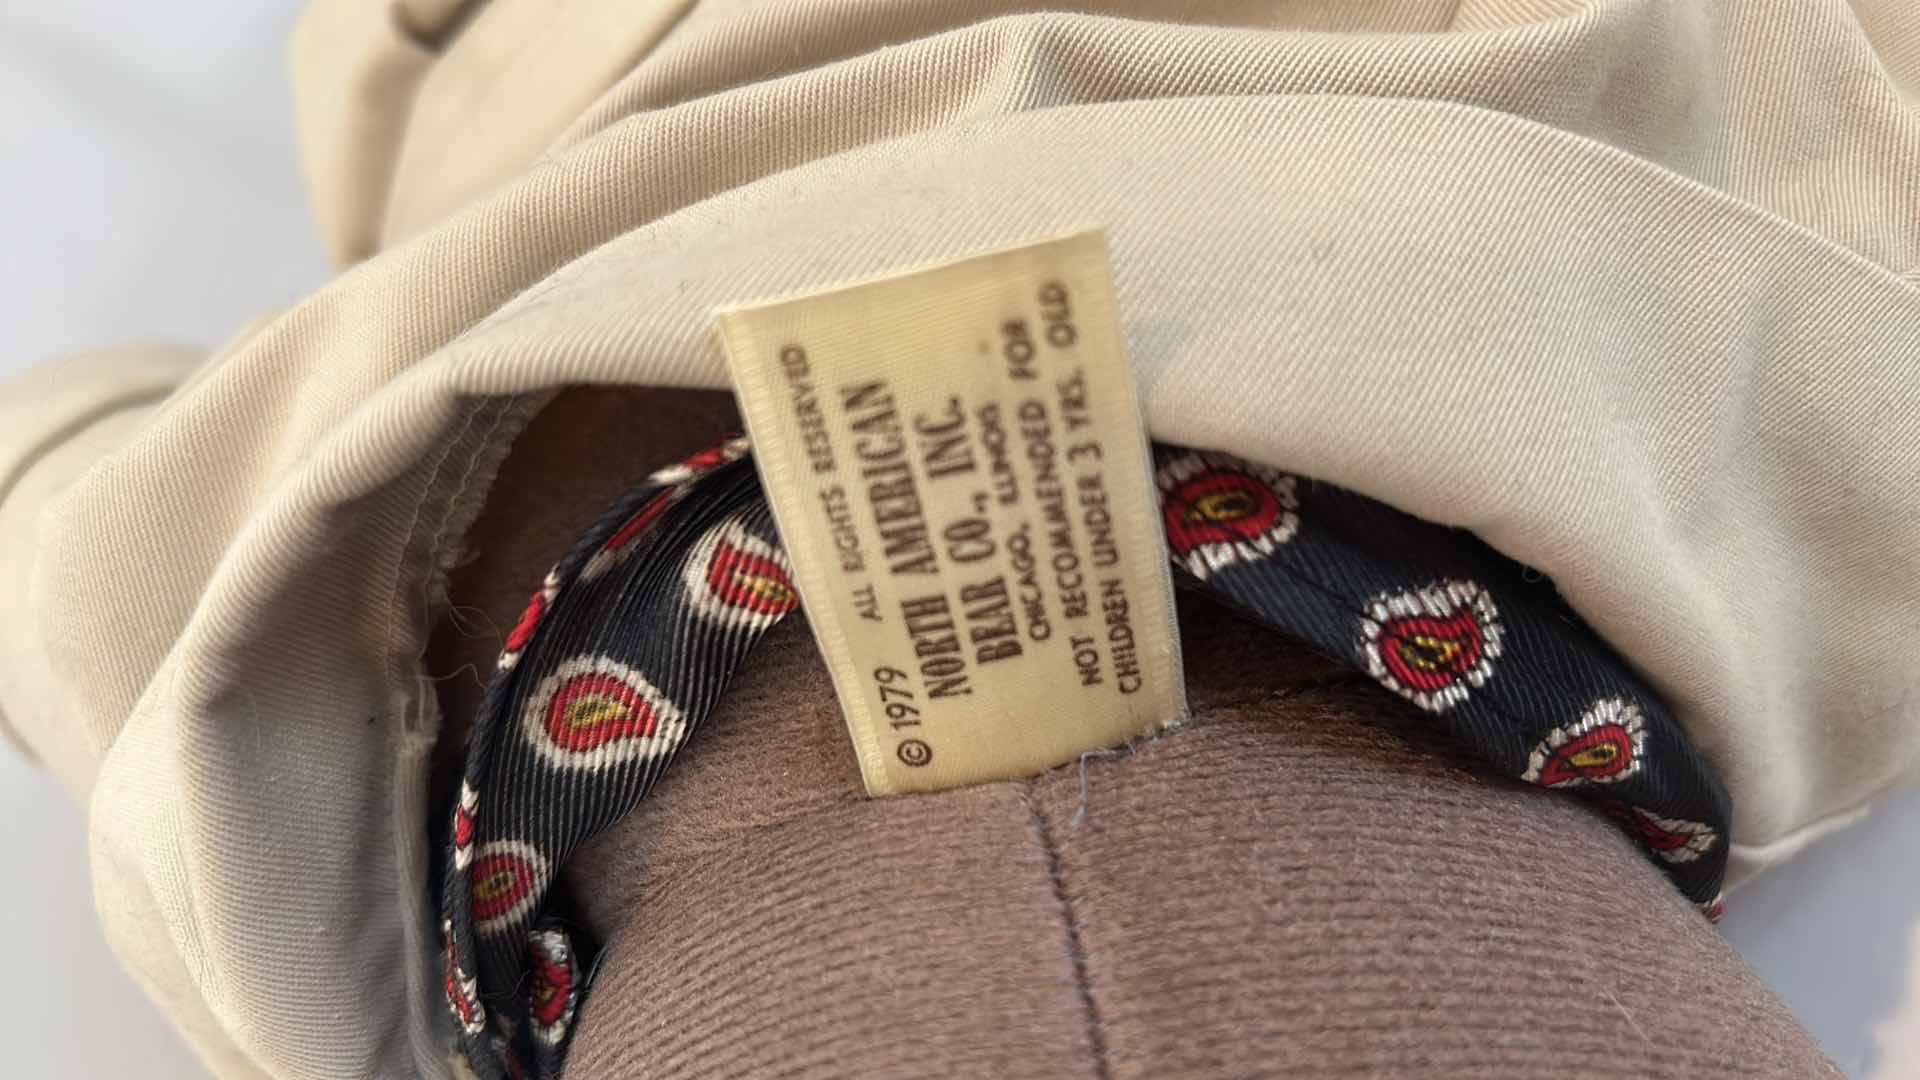 © 1979 ALL RIGHTS RESERVED
NORTH AMERICAN
BEAR CO., INC.
CHICAGO, ILLINOIS
NOT RECOMMENDED FOR
CHILDREN UNDER 3 YRS. OLD